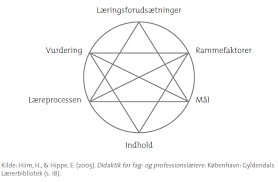 Læringsforudsætninger
Vurdering
Rammefaktorer
Læreprocessen
Mål
Indhold
Kilde: Hiim, H., & Hippe, E. (2005). Didaktik for fag- og professionslærere. København: Gyldendals
Lærerbibliotek (s. 18).